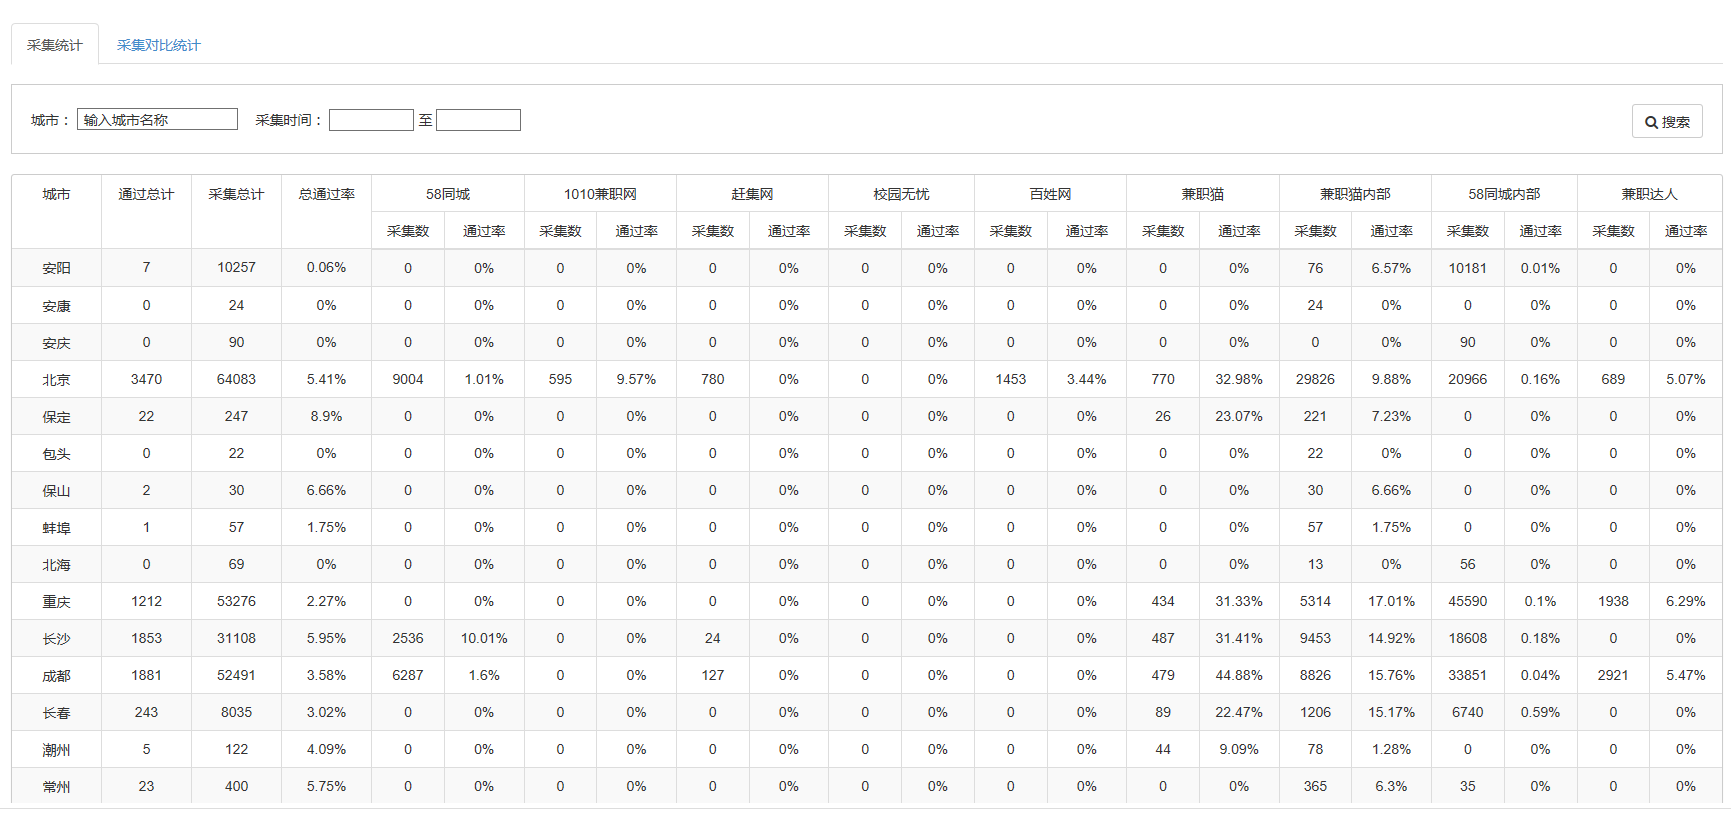 采集统计 采集对比统计
城市： 输入城市名称 采集时间： 至 搜索
城市 通过总计 采集总计 总通过率 58同城 1010兼职网 赶集网 校园无忧 百姓网 兼职猫 兼职猫内部 58同城内部 兼职达人
采集数 通过率 采集数 通过率 采集数 通过率 采集数 通过率 采集数 通过率 采集数 通过率 采集数 通过率 采集数 通过率 采集数 通过率
安阳 7 10257 0.06% 0 0% 0 0% 0 0% 0 0% 0 0% 0 0% 76 6.57% 10181 0.01% 0 0%
安康 0 24 0% 0 0% 0 0% 0 0% 0 0% 0 0% 0 0% 24 0% 0 0% 0 0%
安庆 0 90 0% 0 0% 0 0% 0 0% 0 0% 0 0% 0 0% 0 0% 90 0% 0 0%
北京 3470 64083 5.41% 9004 1.01% 595 9.57% 780 0% 0 0% 1453 3.44% 770 32.98% 29826 9.88% 20966 0.16% 689 5.07%
保定 22 247 8.9% 0 0% 0 0% 0 0% 0 0% 0 0% 26 23.07% 221 7.23% 0 0% 0 0%
包头 0 22 0% 0 0% 0 0% 0 0% 0 0% 0 0% 0 0% 22 0% 0 0% 0 0%
保山 2 30 6.66% 0 0% 0 0% 0 0% 0 0% 0 0% 0 0% 30 6.66% 0 0% 0 0%
蚌埠 1 57 1.75% 0 0% 0 0% 0 0% 0 0% 0 0% 0 0% 57 1.75% 0 0% 0 0%
北海 0 69 0% 0 0% 0 0% 0 0% 0 0% 0 0% 0 0% 13 0% 56 0% 0 0%
重庆 1212 53276 2.27% 0 0% 0 0% 0 0% 0 0% 0 0% 434 31.33% 5314 17.01% 45590 0.1% 1938 6.29%
长沙 1853 31108 5.95% 2536 10.01% 0 0% 24 0% 0 0% 0 0% 487 31.41% 9453 14.92% 18608 0.18% 0 0%
成都 1881 52491 3.58% 6287 1.6% 0 0% 127 0% 0 0% 0 0% 479 44.88% 8826 15.76% 33851 0.04% 2921 5.47%
长春 243 8035 3.02% 0 0% 0 0% 0 0% 0 0% 0 0% 89 22.47% 1206 15.17% 6740 0.59% 0 0%
潮州 5 122 4.09% 0 0% 0 0% 0 0% 0 0% 0 0% 44 9.09% 78 1.28% 0 0% 0 0%
常州 23 400 5.75% 0 0% 0 0% 0 0% 0 0% 0 0% 0 0% 365 6.3% 35 0% 0 0%